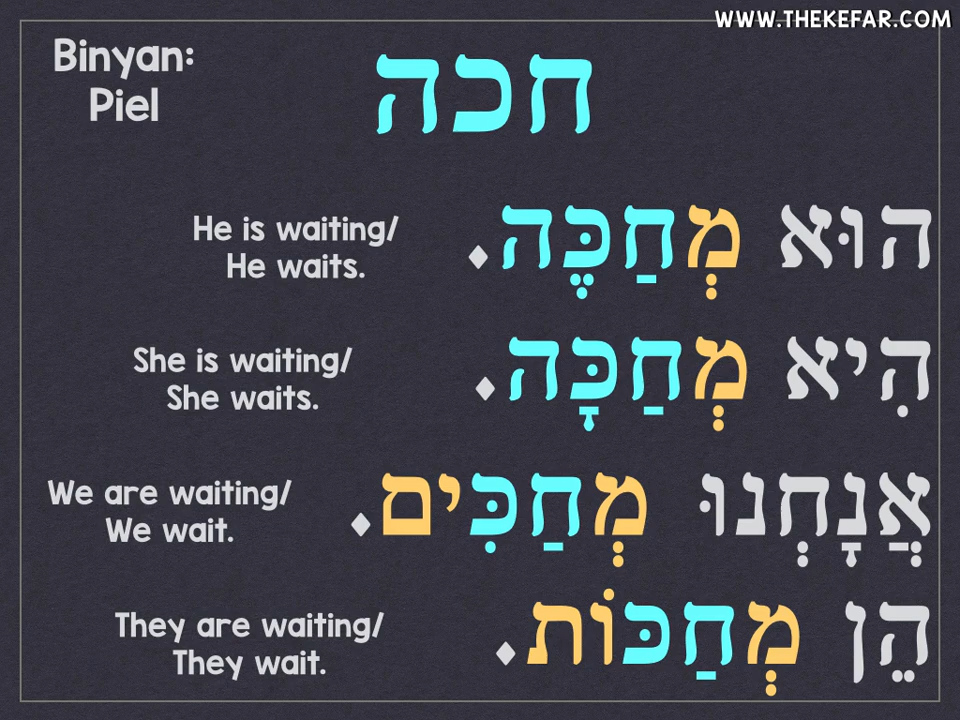 WWW.THEKEFAR.COM
Binyan:
Piel
חכה
הוּא מְחַכֶּה.
He is waiting/
He waits.
הִיא מְחַכָּה.
She is waiting/
She waits.
אֲנָחְנוּ מְחַכִּים.
We are waiting/
We wait.
הֵן מְחַכּוֹת.
They are waiting/
They wait.